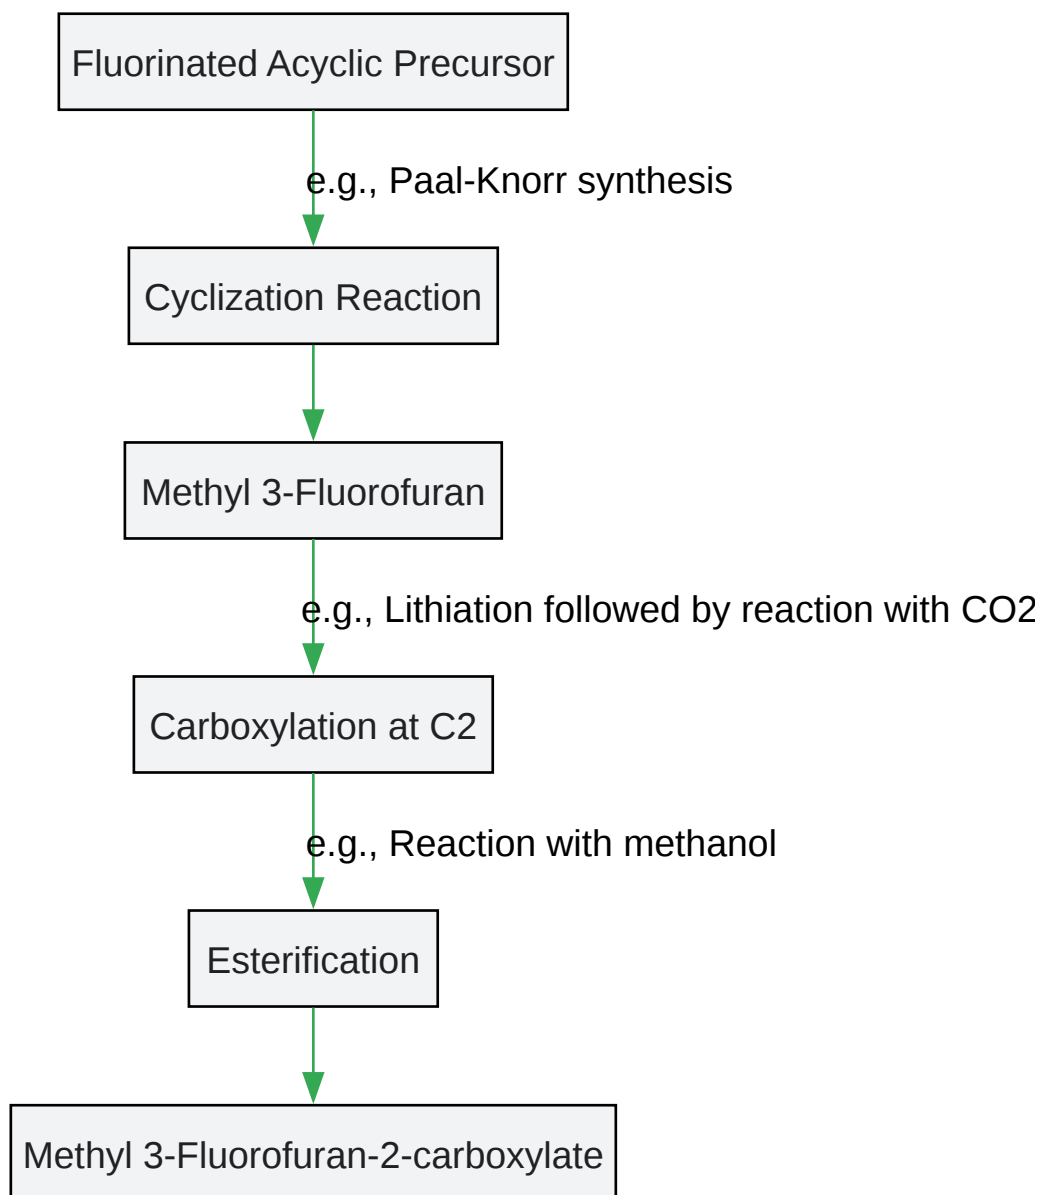 Fluorinated Acyclic Precursor
e.g., Paal-Knorr synthesis
Cyclization Reaction
Methyl 3-Fluorofuran
e.g., Lithiation followed by reaction with CO2
Carboxylation at C2
e.g., Reaction with methanol
Esterification
Methyl 3-Fluorofuran-2-carboxylate